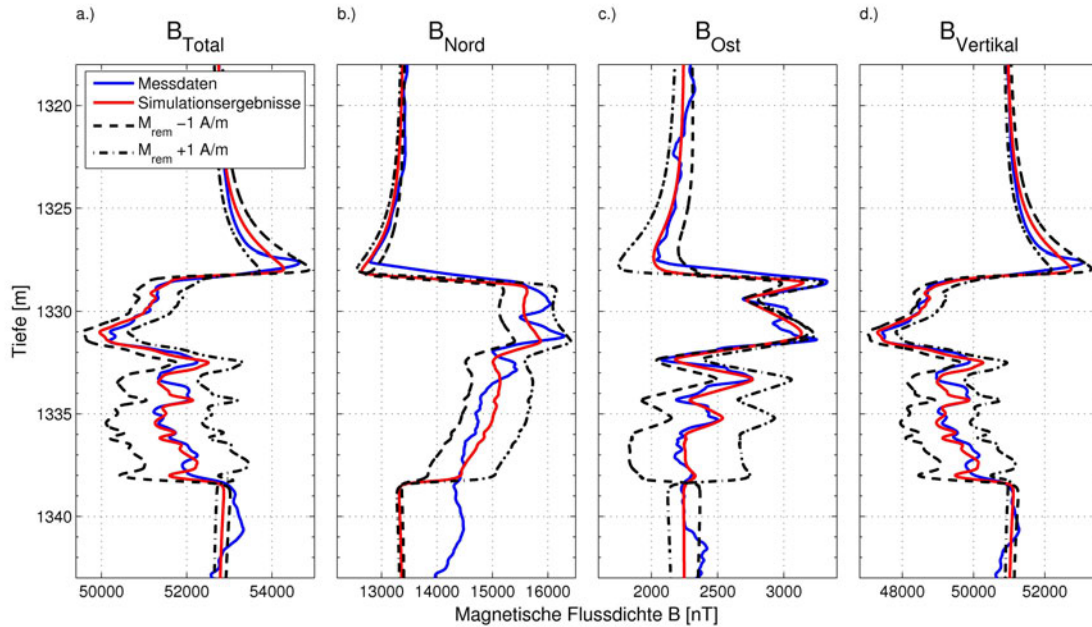 a.)
b.)
c.)
d.)
B_Total
B_Nord
B_Ost
B_Vertikal
Messdaten
Simulationsergebnisse
M_rem −1 A/m
M_rem +1 A/m
Tiefe [m]
1320
1325
1330
1335
1340
50000 52000 54000
13000 14000 15000 16000
2000 2500 3000
48000 50000 52000
Magnetische Flussdichte B [nT]